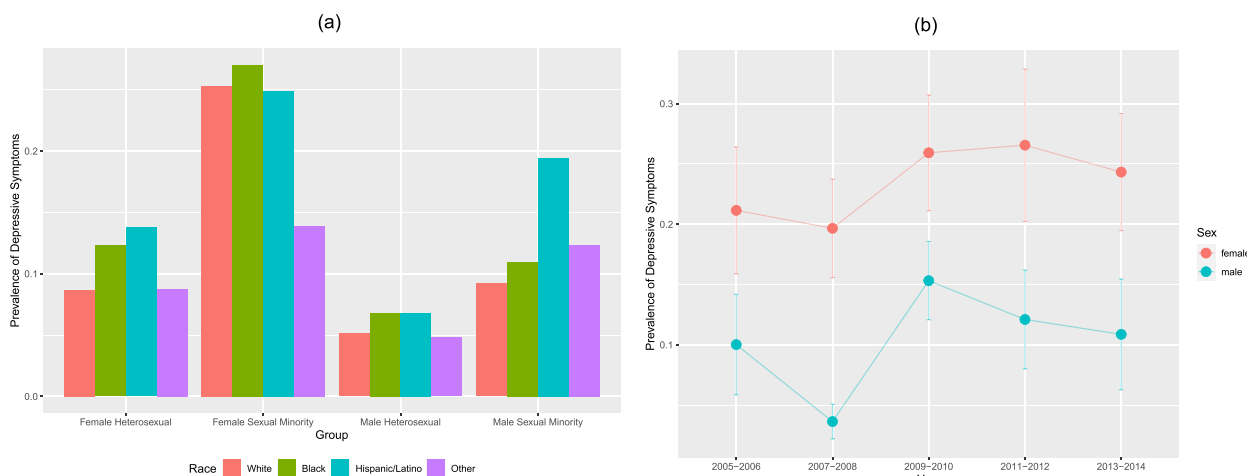 (a)
Prevalence of Depressive Symptoms
0.2
0.1
0.0
Female Heterosexual Female Sexual Minority Male Heterosexual Male Sexual Minority
Group
Race White Black Hispanic/Latino Other
(b)
Prevalence of Depressive Symptoms
0.3
0.2
0.1
2005−2006 2007−2008 2009−2010 2011−2012 2013−2014
Sex
female
male